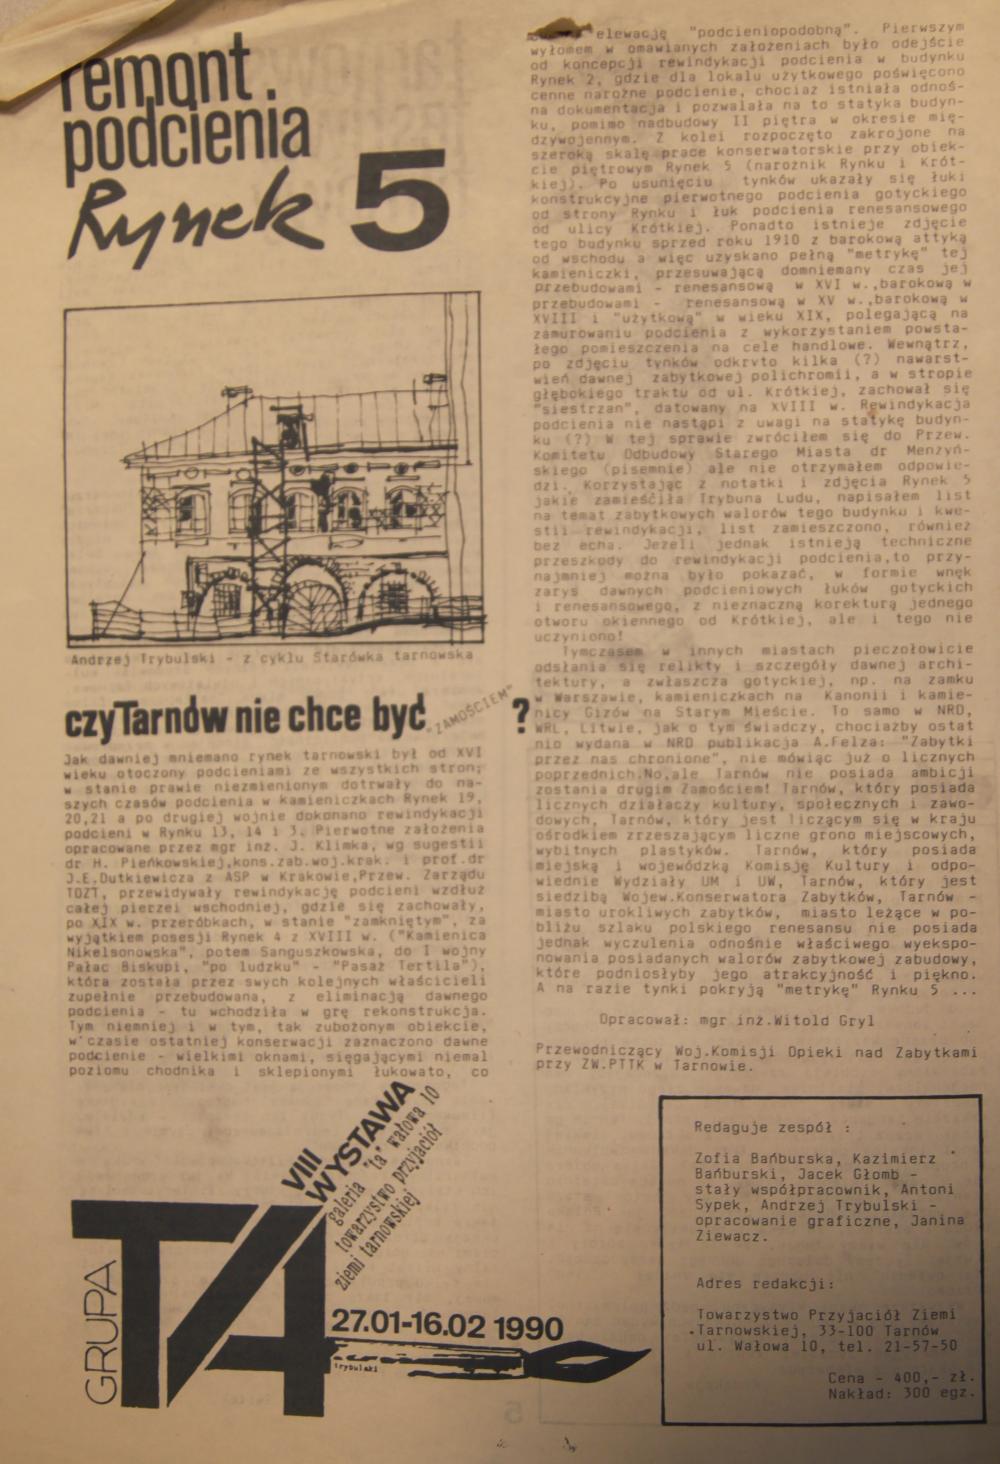 remont
podcienia
Rynek 5
Andrzej Trybulski - z cyklu Starówka tarnowska
czy Tarnów nie chce być "ZAMOŚCIEM" ?
Jak dawniej mniemano rynek tarnowski był od XVI
wieku otoczony podcieniami ze wszystkich stron;
w stanie prawie niezmienionym dotrwały do na-
szych czasów podcienia w kamieniczkach Rynek 19,
20,21 a po drugiej wojnie dokonano rewindykacji
podcieni w Rynku 13, 14 i 3. Pierwotne założenia
opracowane przez mgr inż. J. Klimka, wg sugestii
dr H. Pieńkowskiej,kons.zab.woj.krak. i prof.dr
J.E.Dutkiewicza z ASP w Krakowie,Przew. Zarządu
TOZT, przewidywały rewindykację podcieni wzdłuż
całej pierzei wschodniej, gdzie się zachowały,
po XIX w. przeróbkach, w stanie "zamkniętym", za
wyjątkiem posesji Rynek 4 z XVIII w. ("Kamienica
Nikelsonowska", potem Sanguszkowska, do I wojny
Pałac Biskupi, "po ludzku" - "Pasaż Tertila"),
która została przez swych kolejnych właścicieli
zupełnie przebudowana, z eliminacją dawnego
podcienia - tu wchodziła w grę rekonstrukcja.
Tym niemniej i w tym, tak zubożonym obiekcie,
w czasie ostatniej konserwacji zaznaczono dawne
podcienie - wielkimi oknami, sięgającymi niemal
poziomu chodnika i sklepionymi łukowato, co
elewację "podcieniopodobną". Pierwszym
wyłomem w omawianych założeniach było odejście
od koncepcji rewindykacji podcienia w budynku
Rynek 2, gdzie dla lokalu użytkowego poświęcono
cenne narożne podcienie, chociaż istniała odnoś-
na dokumentacja i pozwalała na to statyka budyn-
ku, pomimo nadbudowy II piętra w okresie mię-
dzywojennym. Z kolei rozpoczęto zakrojone na
szeroką skalę prace konserwatorskie przy obiek-
cie piętrowym Rynek 5 (narożnik Rynku i Krót-
kiej). Po usunięciu tynków ukazały się łuki
konstrukcyjne pierwotnego podcienia gotyckiego
od strony Rynku i łuk podcienia renesansowego
od ulicy Krótkiej. Ponadto istnieje zdjęcie
tego budynku sprzed roku 1910 z barokową attyką
od wschodu a więc uzyskano pełną "metrykę" tej
kamieniczki, przesuwającą domniemany czas jej
przebudowami - renesansową w XVI w.,barokową w
przebudowami - renesansową w XV w.,barokową w
XVIII i "użytkową" w wieku XIX, polegającą na
zamurowaniu podcienia z wykorzystaniem powsta-
łego pomieszczenia na cele handlowe. Wewnątrz,
po zdjęciu tynków odkryto kilka (?) nawarst-
wień dawnej zabytkowej polichromii, a w stropie
głębokiego traktu od ul. Krótkiej, zachował się
"siestrzan", datowany na XVIII w. Rewindykacja
podcienia nie nastąpi z uwagi na statykę budyn-
ku (?) W tej sprawie zwróciłem się do Przew.
Komitetu Odbudowy Starego Miasta dr Menzyń-
skiego (pisemnie) ale nie otrzymałem odpowie-
dzi. Korzystając z notatki i zdjęcia Rynek 5
jakie zamieściła Trybuna Ludu, napisałem list
na temat zabytkowych walorów tego budynku i kwe-
stii rewindykacji, list zamieszczono, również
bez echa. Jeżeli jednak istnieją techniczne
przeszkody do rewindykacji podcienia,to przy-
najmniej można było pokazać, w formie wnęk
zarys dawnych podcieniowych łuków gotyckich
i renesansowego, z nieznaczną korekturą jednego
otworu okiennego od Krótkiej, ale i tego nie
uczyniono!
Tymczasem w innych miastach pieczołowicie
odsłania się relikty i szczegóły dawnej archi-
tektury, a zwłaszcza gotyckiej, np. na zamku
w Warszawie, kamieniczkach na Kanonii i kamie-
nicy Gizów na Starym Mieście. To samo w NRD,
WRL, Litwie, jak o tym świadczy, chociażby ostat
nio wydana w NRD publikacja A.Felza: "Zabytki
przez nas chronione", nie mówiąc już o licznych
poprzednich.No,ale Tarnów nie posiada ambicji
zostania drugim Zamościem! Tarnów, który posiada
licznych działaczy kultury, społecznych i zawo-
dowych, Tarnów, który jest liczącym się w kraju
ośrodkiem zrzeszającym liczne grono miejscowych,
wybitnych plastyków. Tarnów, który posiada
miejską i wojewódzką Komisję Kultury i odpo-
wiednie Wydziały UM i UW, Tarnów, który jest
siedzibą Wojew.Konserwatora Zabytków, Tarnów -
miasto urokliwych zabytków, miasto leżące w po-
bliżu szlaku polskiego renesansu nie posiada
jednak wyczulenia odnośnie właściwego wyekspo-
nowania posiadanych walorów zabytkowej zabudowy,
które podniosłyby jego atrakcyjność i piękno.
A na razie tynki pokryją "metrykę" Rynku 5 ...
Opracował: mgr inż.Witold Gryl
Przewodniczący Woj.Komisji Opieki nad Zabytkami
przy ZW.PTTK w Tarnowie.
VIII
WYSTAWA
galeria "ta" wałowa 10
towarzystwo przyjaciół
ziemi tarnowskiej
GRUPA
TA
27.01-16.02 1990
trybulski
Redaguje zespół :
Zofia Bańburska, Kazimierz
Bańburski, Jacek Głomb -
stały współpracownik, Antoni
Sypek, Andrzej Trybulski -
opracowanie graficzne, Janina
Ziewacz.
Adres redakcji:
Towarzystwo Przyjaciół Ziemi
Tarnowskiej, 33-100 Tarnów
ul. Wałowa 10, tel. 21-57-50
Cena - 400,- zł.
Nakład: 300 egz.